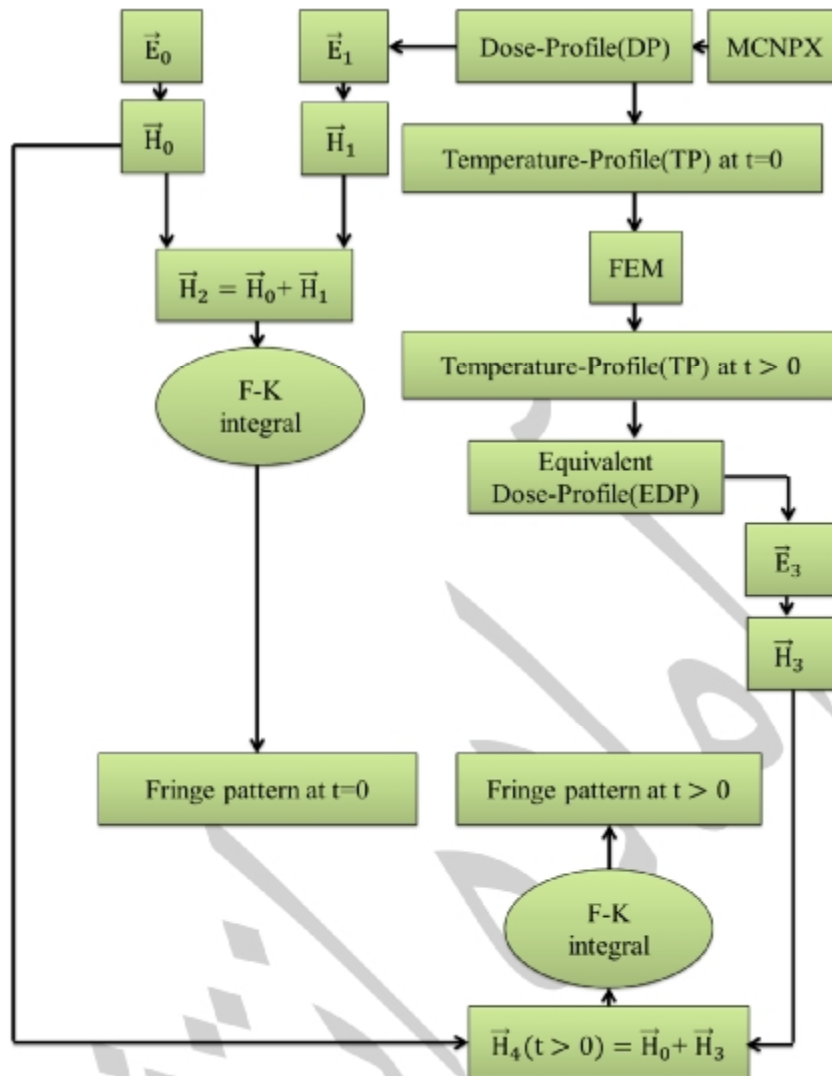 E⃗₀
E⃗₁
Dose-Profile(DP)
MCNPX
H⃗₀
H⃗₁
Temperature-Profile(TP) at t=0
FEM
H⃗₂ = H⃗₀+ H⃗₁
Temperature-Profile(TP) at t > 0
F-K
integral
Equivalent
Dose-Profile(EDP)
E⃗₃
H⃗₃
Fringe pattern at t=0
Fringe pattern at t > 0
F-K
integral
H⃗₄(t > 0) = H⃗₀+ H⃗₃